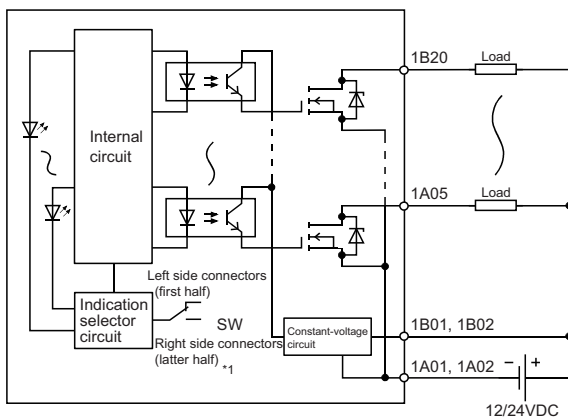 1B20
Load
Internal
circuit
1A05
Load
Left side connectors
(first half)
Indication
selector
circuit
SW
Right side connectors
(latter half)
*1
Constant-voltage
circuit
1B01, 1B02
1A01, 1A02
− +
12/24VDC